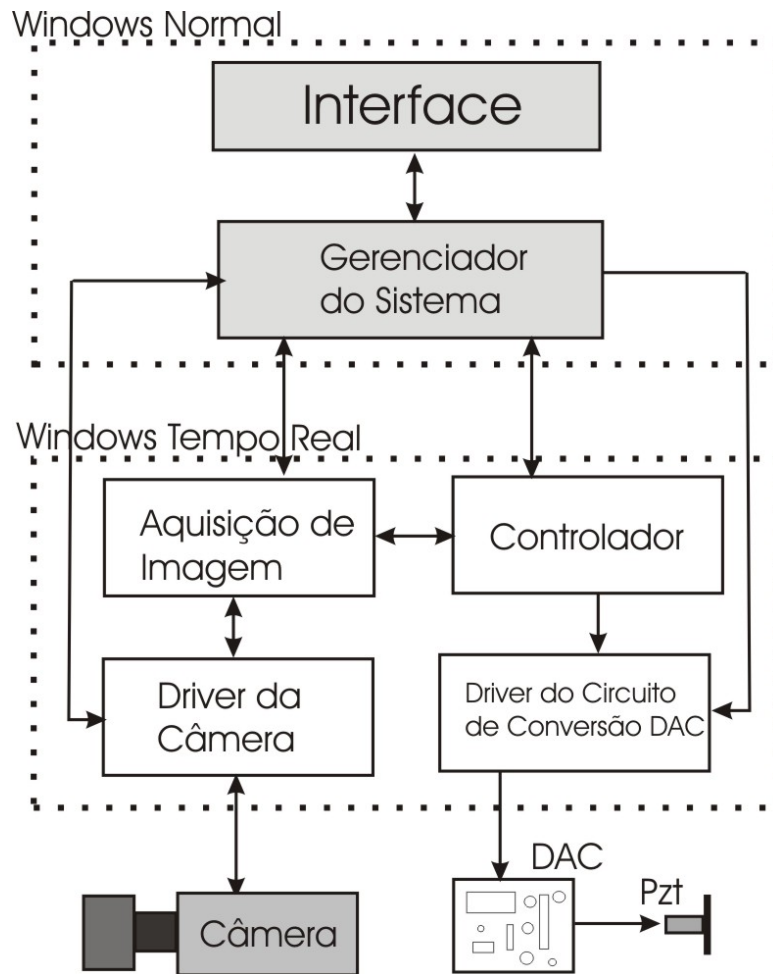 Windows Normal
Interface
Gerenciador
do Sistema
Windows Tempo Real
Aquisição de
Imagem
Controlador
Driver da
Câmera
Driver do Circuito
de Conversão DAC
DAC
Pzt
Câmera